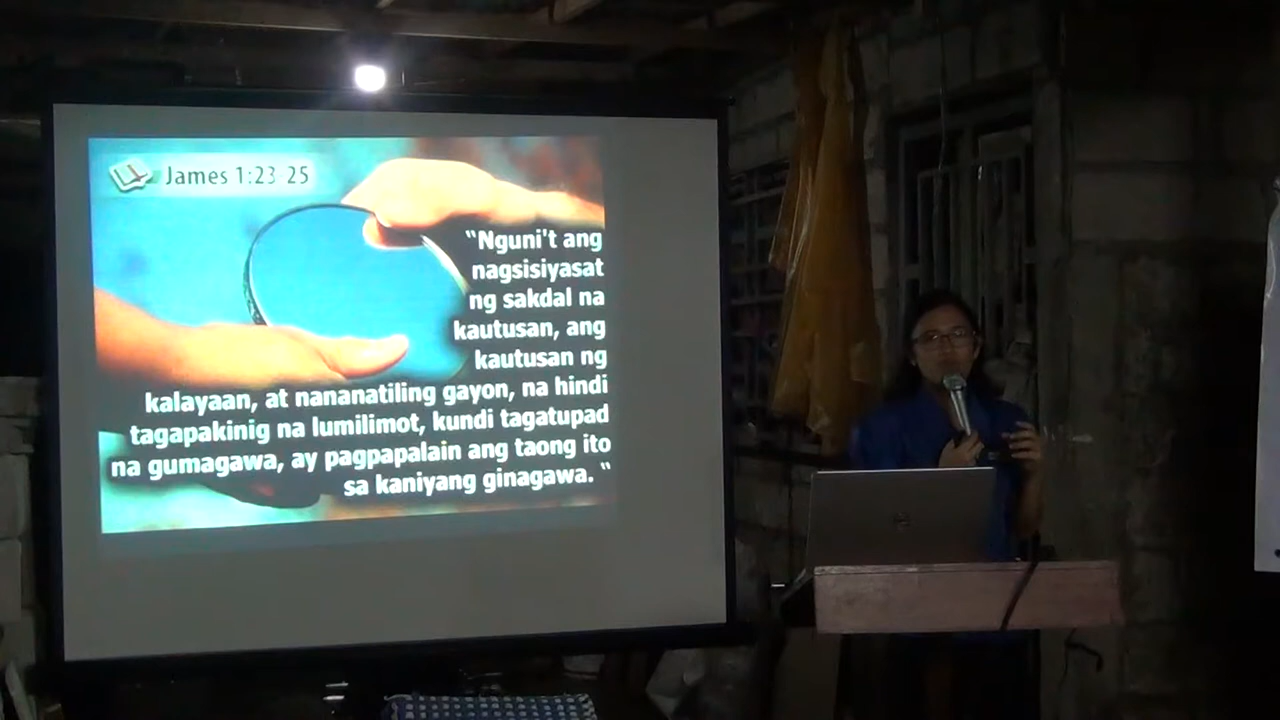 James 1:23-25
“Nguni't ang
nagsisiyasat
ng sakdal na
kautusan, ang
kautusan ng
kalayaan, at nananatiling gayon, na hindi
tagapakinig na lumilimot, kundi tagatupad
na gumagawa, ay pagpapalain ang taong ito
sa kaniyang ginagawa. “